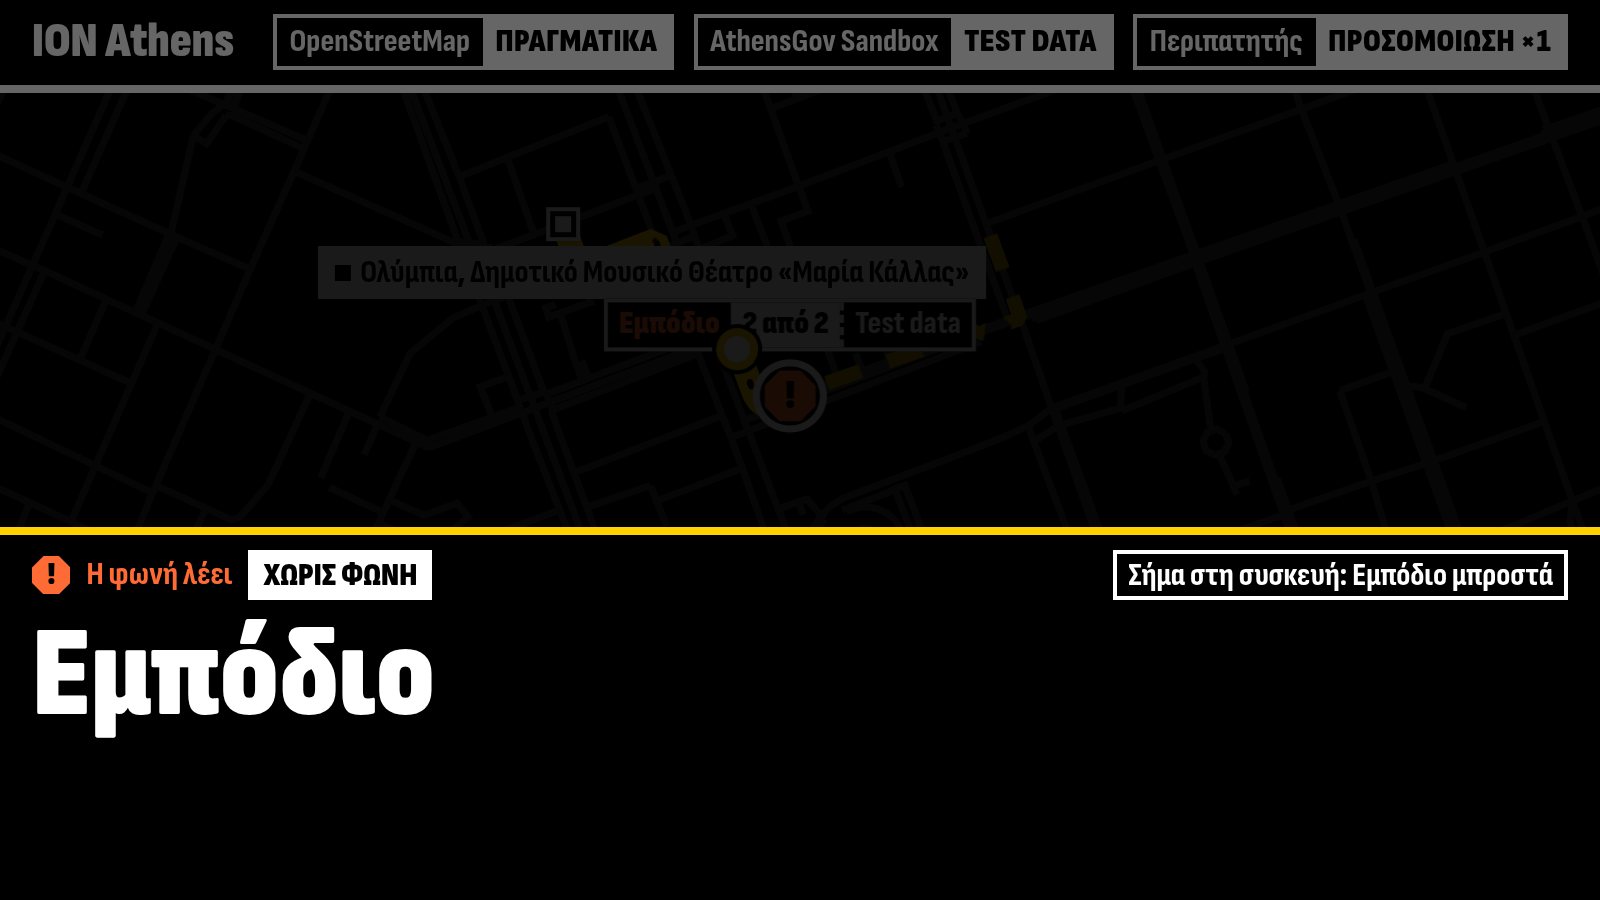 ION Athens
OpenStreetMap ΠΡΑΓΜΑΤΙΚΑ
AthensGov Sandbox TEST DATA
Περιπατητής ΠΡΟΣΟΜΟΙΩΣΗ ×1
Ολύμπια, Δημοτικό Μουσικό Θέατρο «Μαρία Κάλλας»
Εμπόδιο 2 από 2 Test data
!
! Η φωνή λέει ΧΩΡΙΣ ΦΩΝΗ
Σήμα στη συσκευή: Εμπόδιο μπροστά
Εμπόδιο